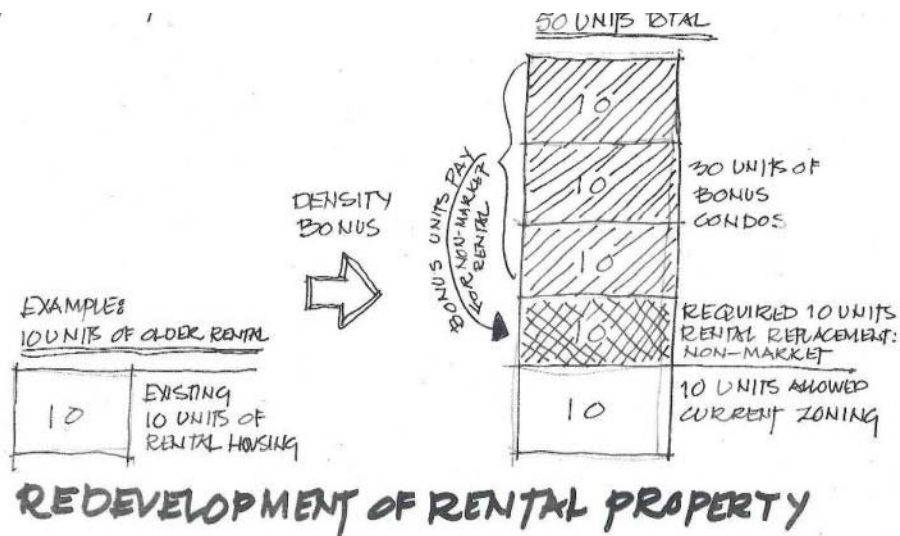 50 UNITS TOTAL
10
10
10
10
10
30 UNITS OF
BONUS
CONDOS
REQUIRED 10 UNITS
RENTAL REPLACEMENT:
NON-MARKET
10 UNITS ALLOWED
CURRENT ZONING
BONUS UNITS PAY
FOR NON-MARKET
RENTAL
DENSITY
BONUS
EXAMPLE:
10 UNITS OF OLDER RENTAL
10
EXISTING
10 UNITS OF
RENTAL HOUSING
REDEVELOPMENT OF RENTAL PROPERTY